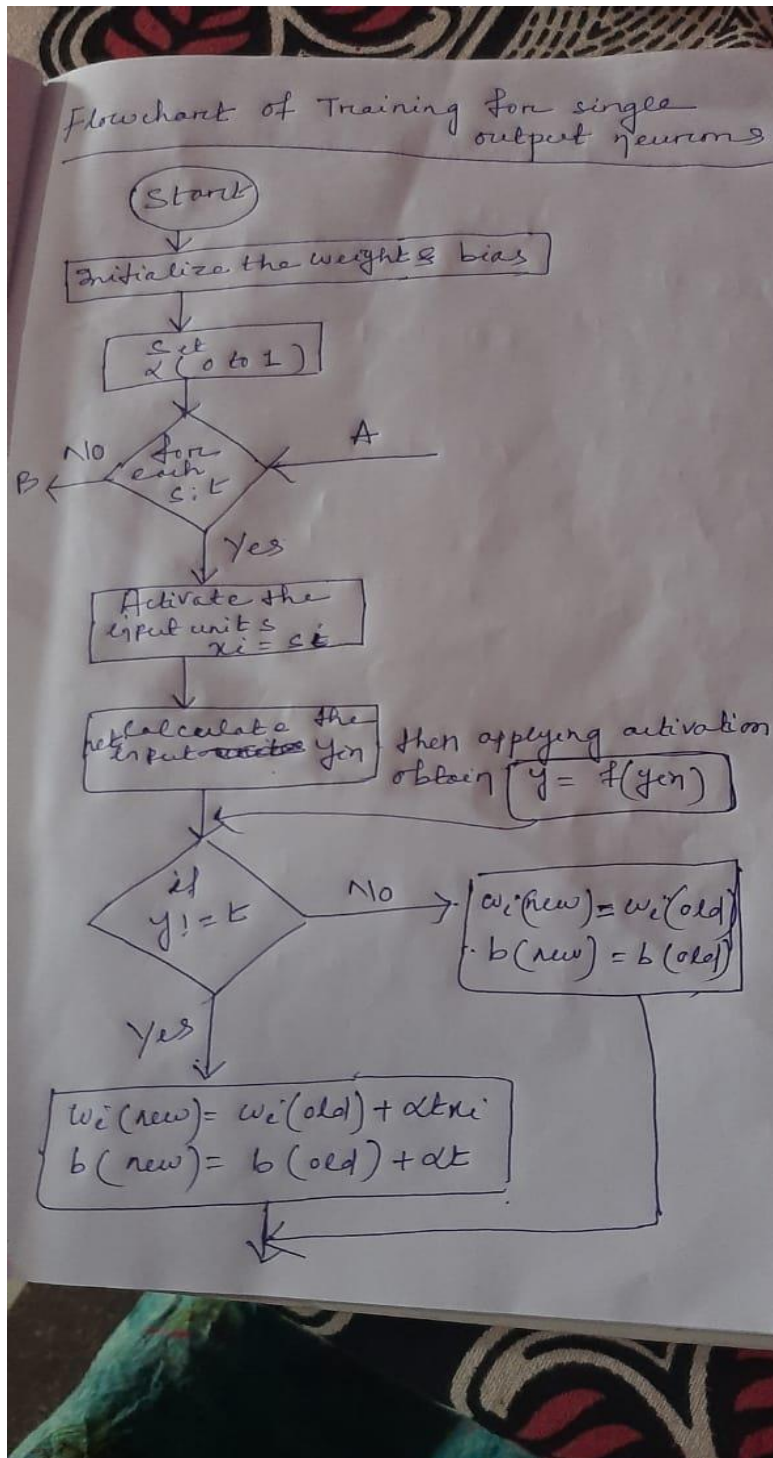 Flowchart of Training for single
output neurons
Start
Initialize the weight & bias
Set
α (0 to 1)
A
No
for
each
s:t
B
Yes
Activate the
input units
xi = si
Calculate the
net input yin
then applying activation
obtain y = f(yin)
if
y! = t
No
wi(new) = wi(old)
b(new) = b(old)
Yes
wi(new) = wi(old) + αtxi
b(new) = b(old) + αt